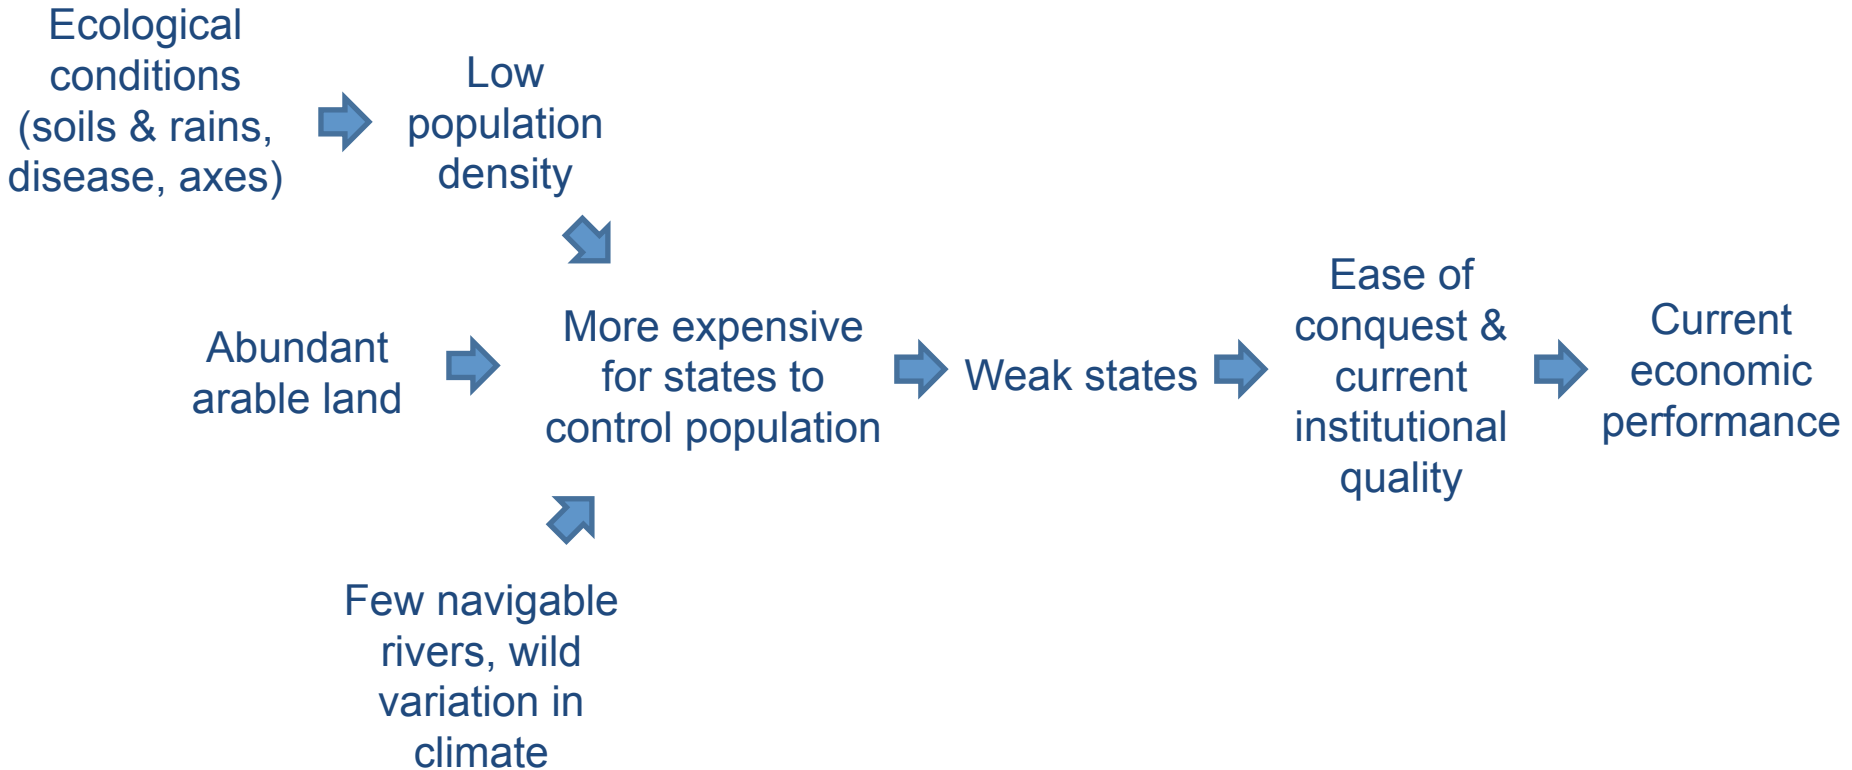 Ecological
conditions
(soils & rains,
disease, axes)
Low
population
density
Abundant
arable land
More expensive
for states to
control population
Weak states
Ease of
conquest &
current
institutional
quality
Current
economic
performance
Few navigable
rivers, wild
variation in
climate